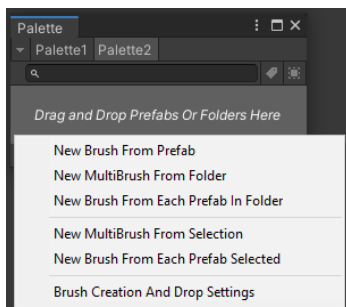 Palette
Palette1 Palette2
Drag and Drop Prefabs Or Folders Here
New Brush From Prefab
New MultiBrush From Folder
New Brush From Each Prefab In Folder
New MultiBrush From Selection
New Brush From Each Prefab Selected
Brush Creation And Drop Settings